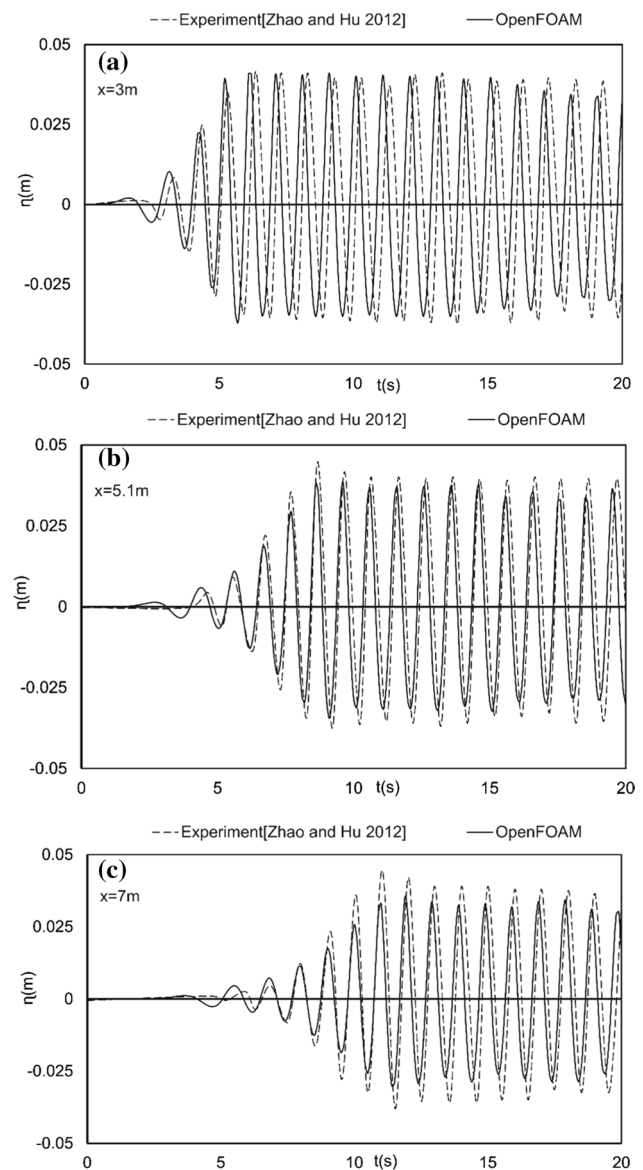 Experiment[Zhao and Hu 2012] OpenFOAM
0.05
(a)
x=3m
0.025
η(m)
0
-0.025
-0.05
0 5 10 15 20
t(s)
Experiment[Zhao and Hu 2012] OpenFOAM
0.05
(b)
x=5.1m
0.025
η(m)
0
-0.025
-0.05
0 5 10 15 20
t(s)
Experiment[Zhao and Hu 2012] OpenFOAM
0.05
(c)
x=7m
0.025
η(m)
0
-0.025
-0.05
0 5 10 15 20
t(s)